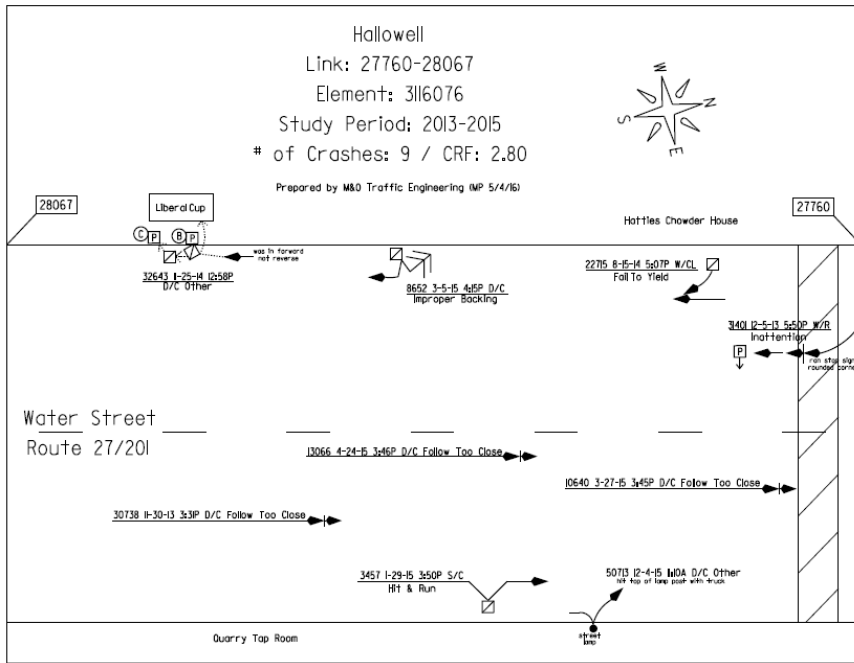 Hallowell
Link: 27760-28067
Element: 3116076
Study Period: 2013-2015
# of Crashes: 9 / CRF: 2.80
Prepared by M&O Traffic Engineering (MP 5/4/16)
W
N
S
E
28067
Liberal Cup
Hatties Chowder House
27760
C P
B P
was in forward
not reverse
32643 11-25-14 12:58P
D/C Other
8652 3-5-15 4:15P D/C
Improper Backing
22715 8-15-14 5:07P W/CL
Fail To Yield
31401 12-5-13 5:50P W/R
Inattention
P
ran stop sign
rounded corne
Water Street
Route 27/201
13066 4-24-15 3:46P D/C Follow Too Close
10640 3-27-15 3:45P D/C Follow Too Close
30738 11-30-13 3:31P D/C Follow Too Close
3457 1-29-15 3:50P S/C
Hit & Run
50713 12-4-15 D/C Other
hit top of lamp post with truck
street
lamp
Quarry Tap Room